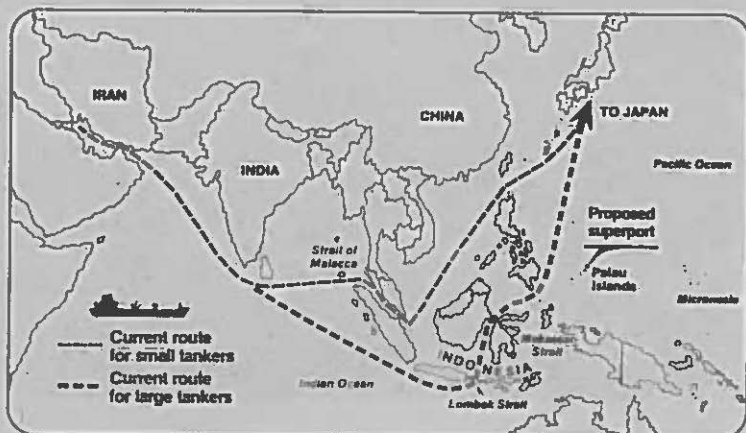 IRAN
CHINA
TO JAPAN
INDIA
Pacific Ocean
Strait of
Malacca
Proposed
superport
Palau
Islands
Micronesia
Current route
for small tankers
Current route
for large tankers
INDONESIA
Makassar
Strait
Indian Ocean
Lombok Strait